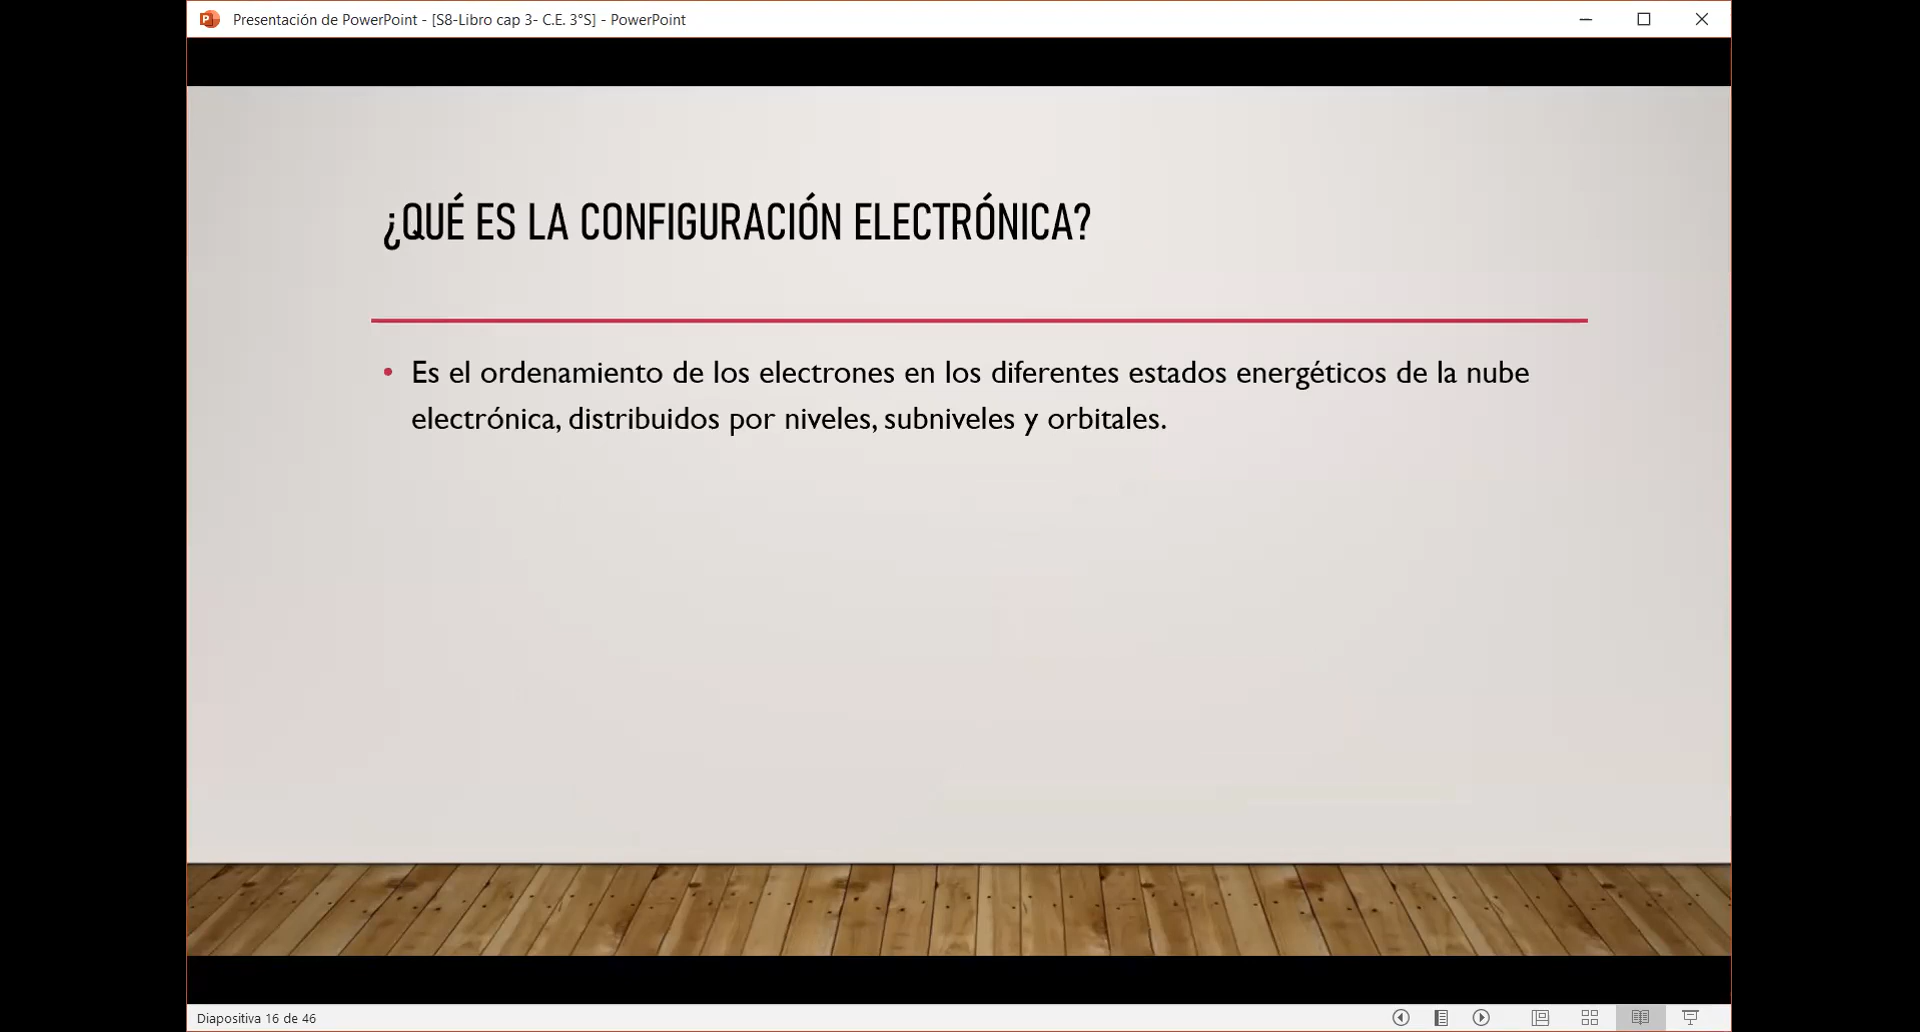 Presentación de PowerPoint - [S8-Libro cap 3- C.E. 3°S] - PowerPoint
¿QUÉ ES LA CONFIGURACIÓN ELECTRÓNICA?
• Es el ordenamiento de los electrones en los diferentes estados energéticos de la nube
electrónica, distribuidos por niveles, subniveles y orbitales.
Diapositiva 16 de 46